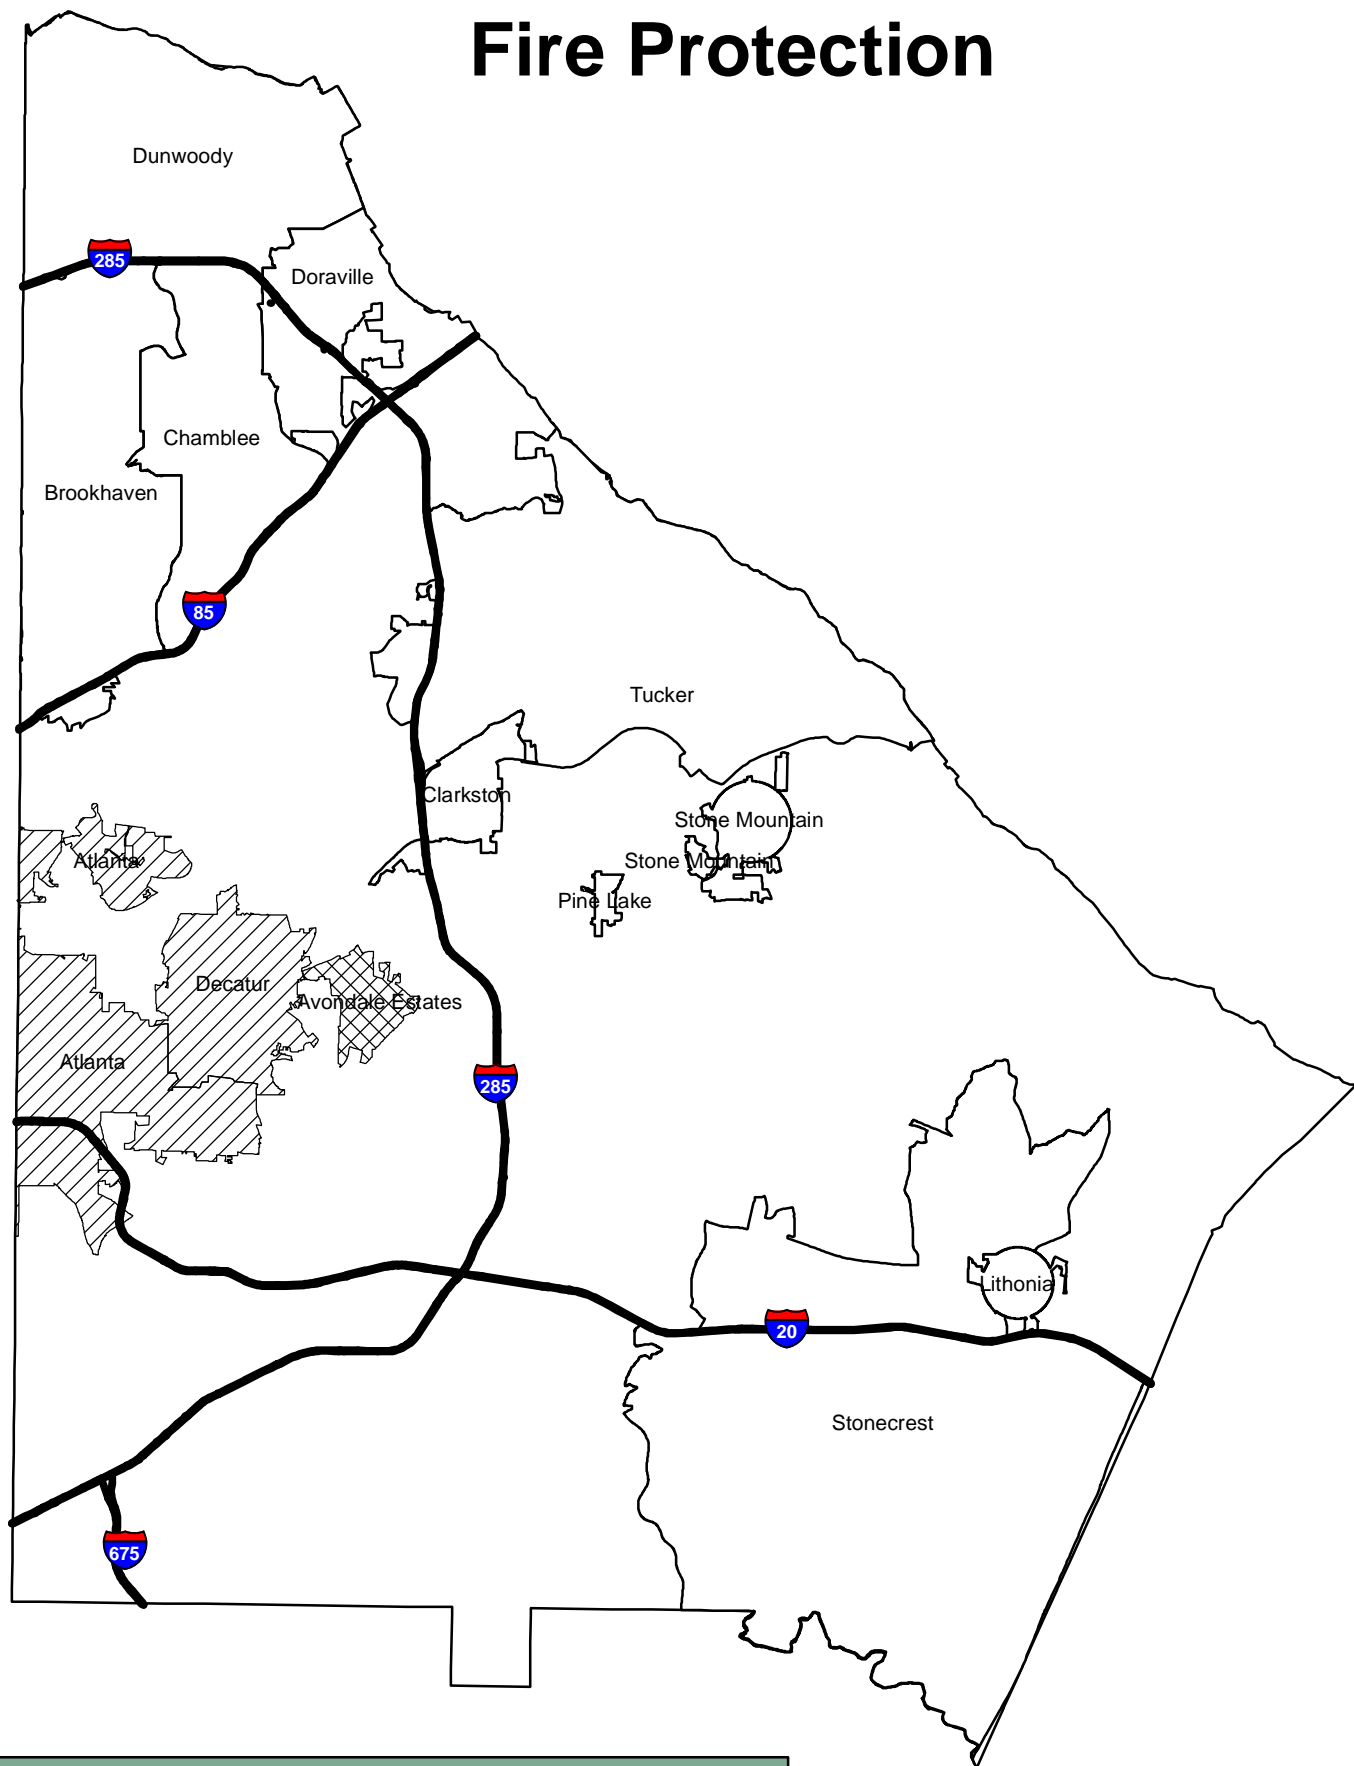 Fire Protection
Dunwoody
285
Doraville
Chamblee
Brookhaven
85
Tucker
Clarkston
Stone Mountain
Stone Mountain
Atlanta
Pine Lake
Decatur
Avondale Estates
Atlanta
285
Lithonia
20
Stonecrest
675